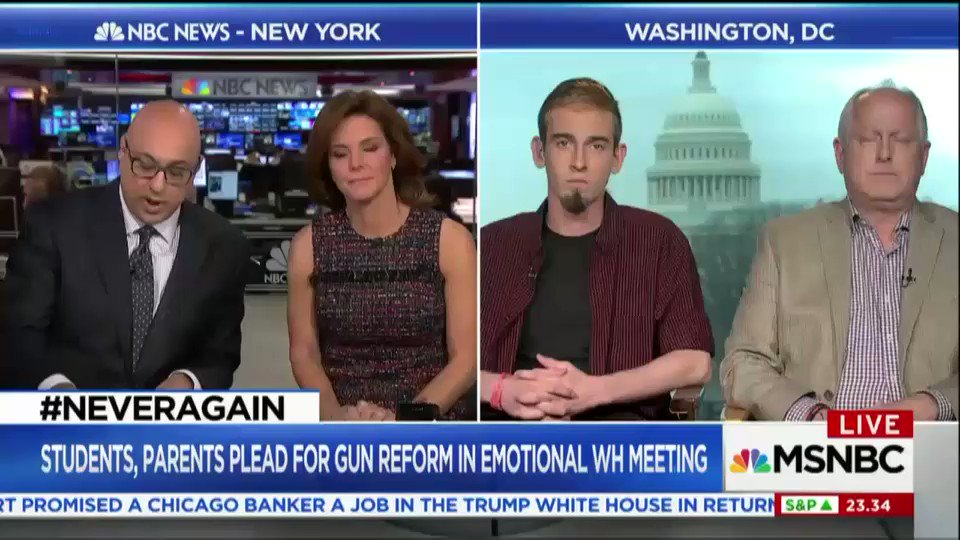 NBC NEWS - NEW YORK
WASHINGTON, DC
NBC NEWS
NBC
#NEVERAGAIN
LIVE
STUDENTS, PARENTS PLEAD FOR GUN REFORM IN EMOTIONAL WH MEETING
MSNBC
RT PROMISED A CHICAGO BANKER A JOB IN THE TRUMP WHITE HOUSE IN RETURN
S&P ▲ 23.34